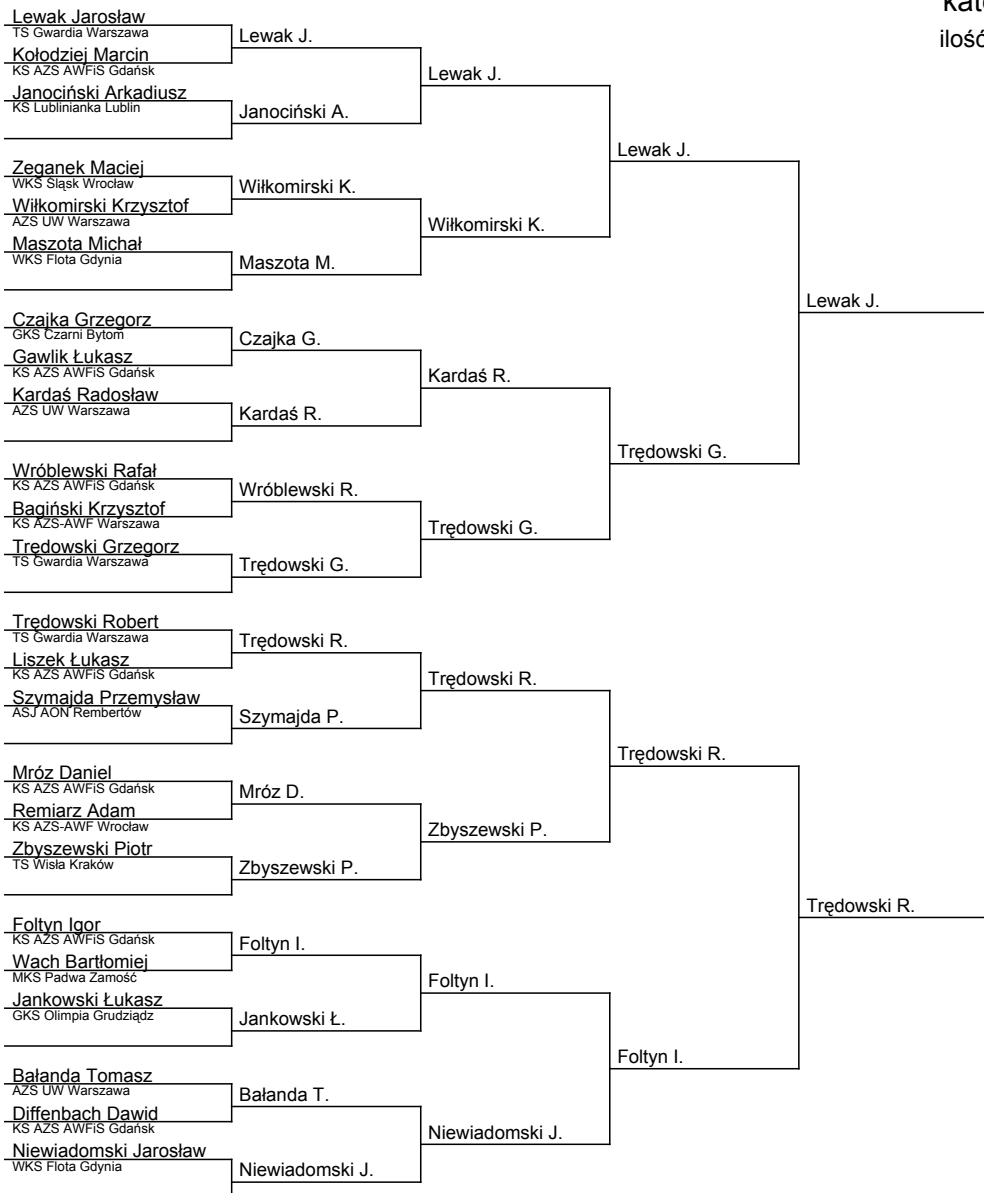 kate
ilość
Lewak Jarosław
TS Gwardia Warszawa
Kołodziej Marcin
KS AZS AWFiS Gdańsk
Janociński Arkadiusz
KS Lublinianka Lublin
Zeganek Maciej
WKS Śląsk Wrocław
Wiłkomirski Krzysztof
AZS UW Warszawa
Maszota Michał
WKS Flota Gdynia
Czajka Grzegorz
GKS Czarni Bytom
Gawlik Łukasz
KS AZS AWFiS Gdańsk
Kardaś Radosław
AZS UW Warszawa
Wróblewski Rafał
KS AZS AWFiS Gdańsk
Bagiński Krzysztof
KS AZS-AWF Warszawa
Trędowski Grzegorz
TS Gwardia Warszawa
Trędowski Robert
TS Gwardia Warszawa
Liszek Łukasz
KS AZS AWFiS Gdańsk
Szymajda Przemysław
ASJ AON Rembertów
Mróz Daniel
KS AZS AWFiS Gdańsk
Remiarz Adam
KS AZS-AWF Wrocław
Zbyszewski Piotr
TS Wisła Kraków
Foltyn Igor
KS AZS AWFiS Gdańsk
Wach Bartłomiej
MKS Padwa Zamość
Jankowski Łukasz
GKS Olimpia Grudziądz
Bałanda Tomasz
AZS UW Warszawa
Diffenbach Dawid
KS AZS AWFiS Gdańsk
Niewiadomski Jarosław
WKS Flota Gdynia
Lewak J.
Janociński A.
Wiłkomirski K.
Maszota M.
Czajka G.
Kardaś R.
Wróblewski R.
Trędowski G.
Trędowski R.
Szymajda P.
Mróz D.
Zbyszewski P.
Foltyn I.
Jankowski Ł.
Bałanda T.
Niewiadomski J.
Lewak J.
Wiłkomirski K.
Kardaś R.
Trędowski G.
Trędowski R.
Zbyszewski P.
Foltyn I.
Niewiadomski J.
Lewak J.
Trędowski G.
Trędowski R.
Foltyn I.
Lewak J.
Trędowski R.